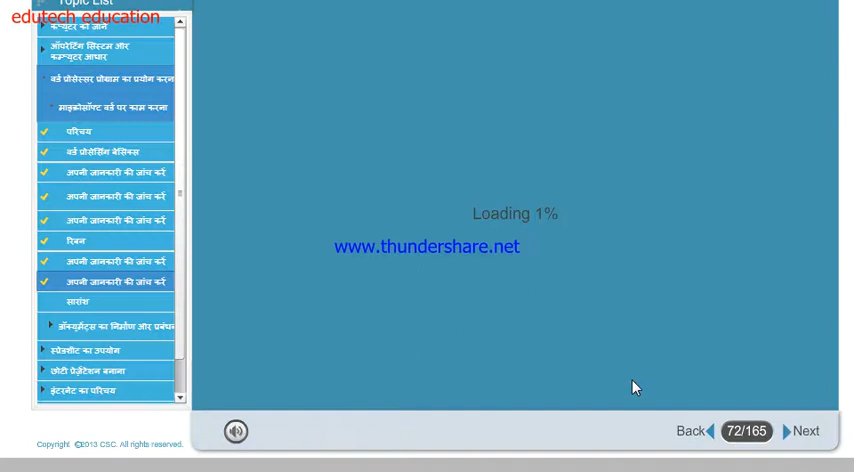 Topic List
edutech education
कंप्यूटर को जानें
ऑपरेटिंग सिस्टम और
कम्प्यूटर आधार
वर्ड प्रोसेसर प्रोग्राम का प्रयोग करना
माइक्रोसॉफ्ट वर्ड पर काम करना
परिचय
वर्ड प्रोसेसिंग बेसिक्स
अपनी जानकारी की जांच करें
अपनी जानकारी की जांच करें
अपनी जानकारी की जांच करें
रिबन
अपनी जानकारी की जांच करें
अपनी जानकारी की जांच करें
सारांश
डॉक्यूमेंट्स का निर्माण और प्रबंधन
स्प्रेडशीट का उपयोग
छोटी प्रेज़ेंटेशन बनाना
इंटरनेट का परिचय
Loading 1%
www.thundershare.net
Copyright ©2013 CSC. All rights reserved.
Back 72/165 Next